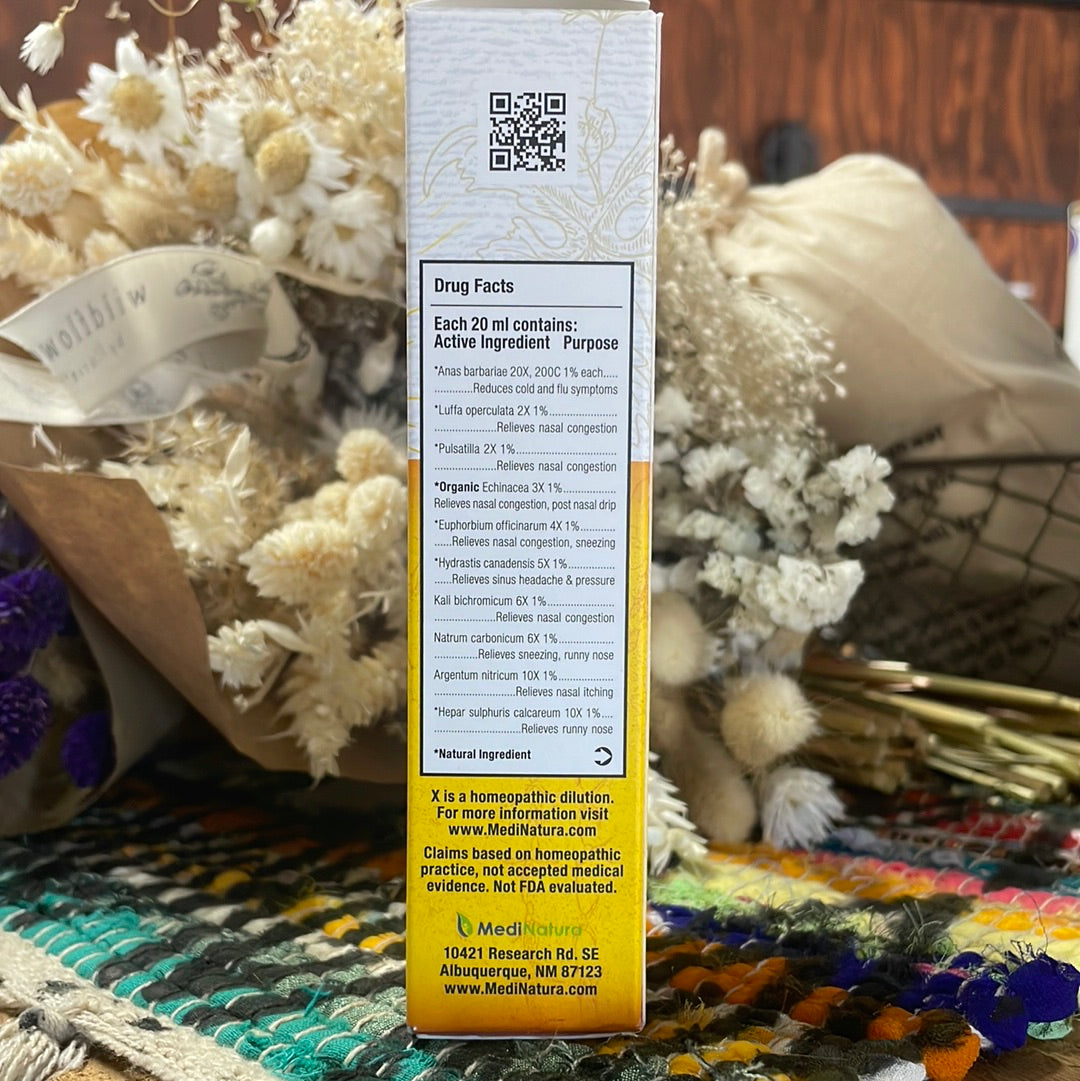 wildflow
Drug Facts
Each 20 ml contains:
Active Ingredient Purpose
*Anas barbariae 20X, 200C 1% each.....
..............Reduces cold and flu symptoms
*Luffa operculata 2X 1%......................
.....................Relieves nasal congestion
*Pulsatilla 2X 1%.................................
.....................Relieves nasal congestion
*Organic Echinacea 3X 1%.................
Relieves nasal congestion, post nasal drip
*Euphorbium officinarum 4X 1%............
......Relieves nasal congestion, sneezing
*Hydrastis canadensis 5X 1%...............
......Relieves sinus headache & pressure
Kali bichromicum 6X 1%......................
.....................Relieves nasal congestion
Natrum carbonicum 6X 1%..................
...............Relieves sneezing, runny nose
Argentum nitricum 10X 1%..................
...........................Relieves nasal itching
*Hepar sulphuris calcareum 10X 1%....
.............................Relieves runny nose
*Natural Ingredient
X is a homeopathic dilution.
For more information visit
www.MediNatura.com
Claims based on homeopathic
practice, not accepted medical
evidence. Not FDA evaluated.
MediNatura
10421 Research Rd. SE
Albuquerque, NM 87123
www.MediNatura.com